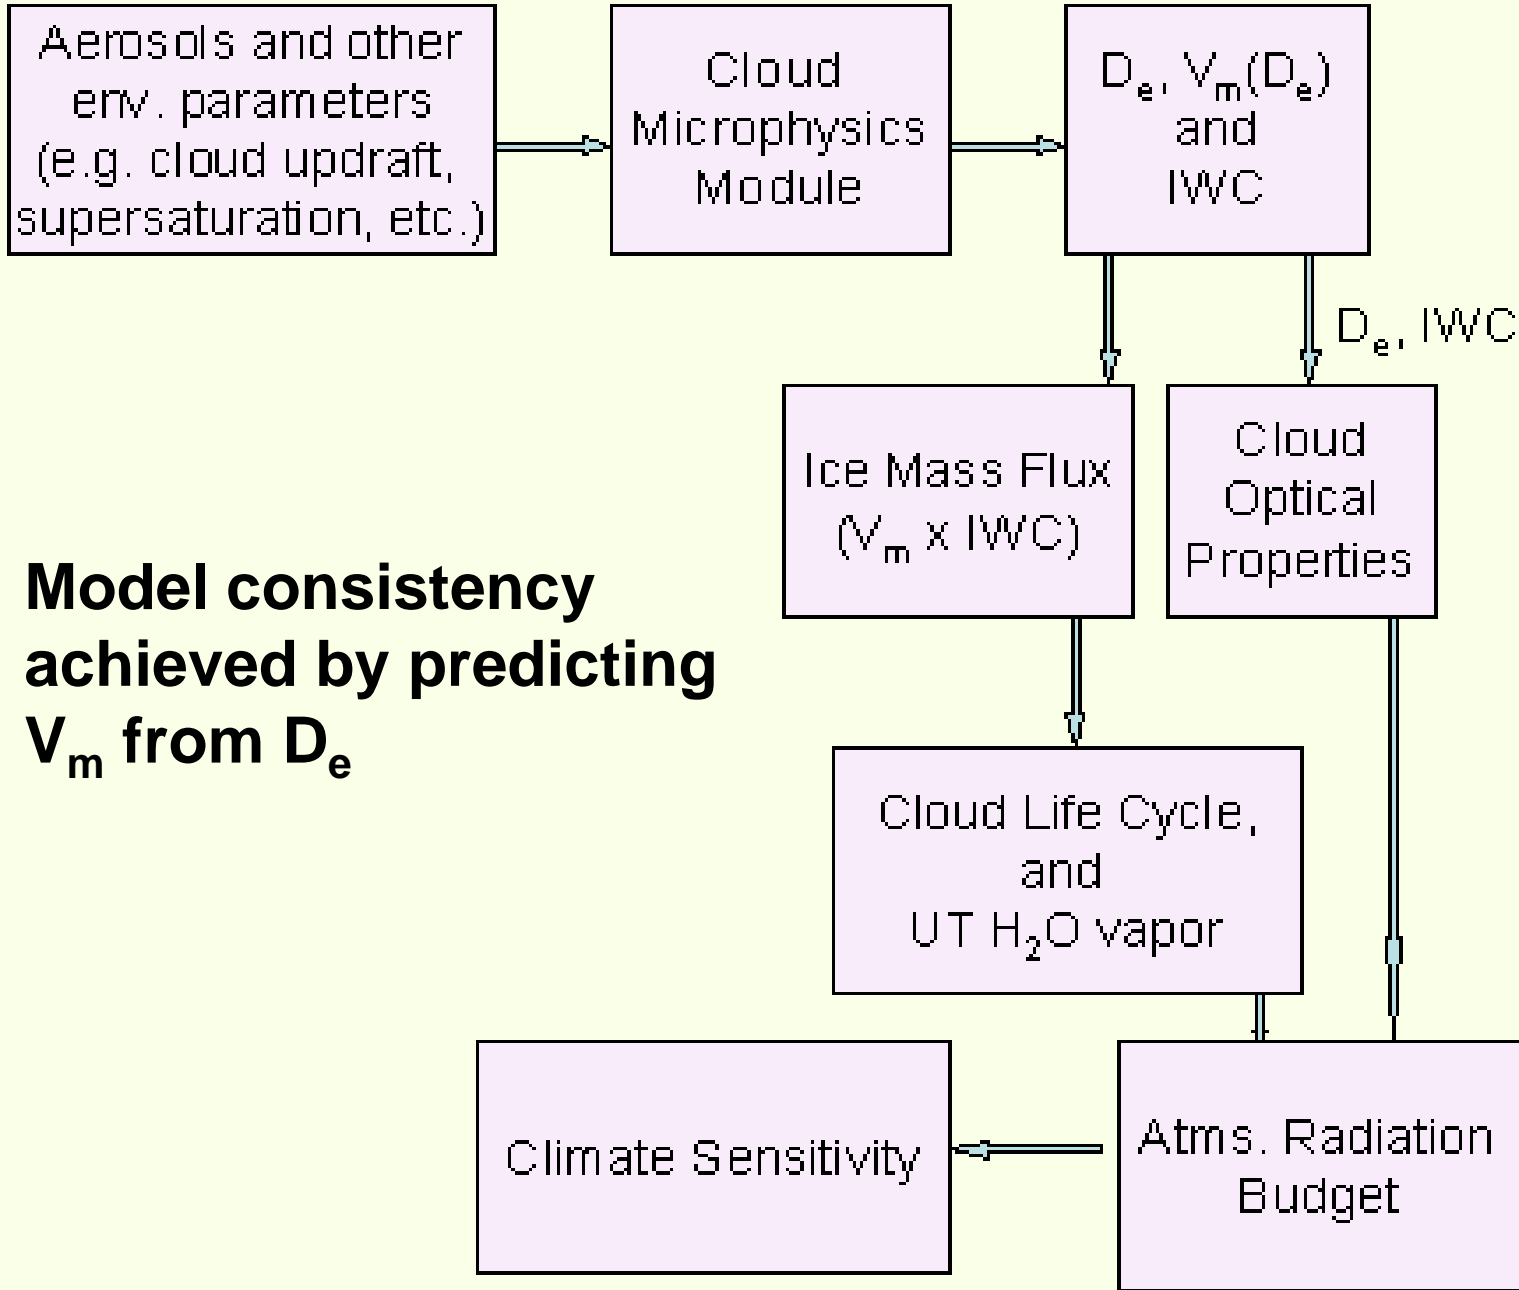 Aerosols and other
env. parameters
(e.g. cloud updraft,
supersaturation, etc.)
Cloud
Microphysics
Module
Dₑ, Vₘ(Dₑ)
and
IWC
Dₑ, IWC
Ice Mass Flux
(Vₘ x IWC)
Cloud
Optical
Properties
Model consistency
achieved by predicting
Vₘ from Dₑ
Cloud Life Cycle,
and
UT H₂O vapor
Climate Sensitivity
Atms. Radiation
Budget